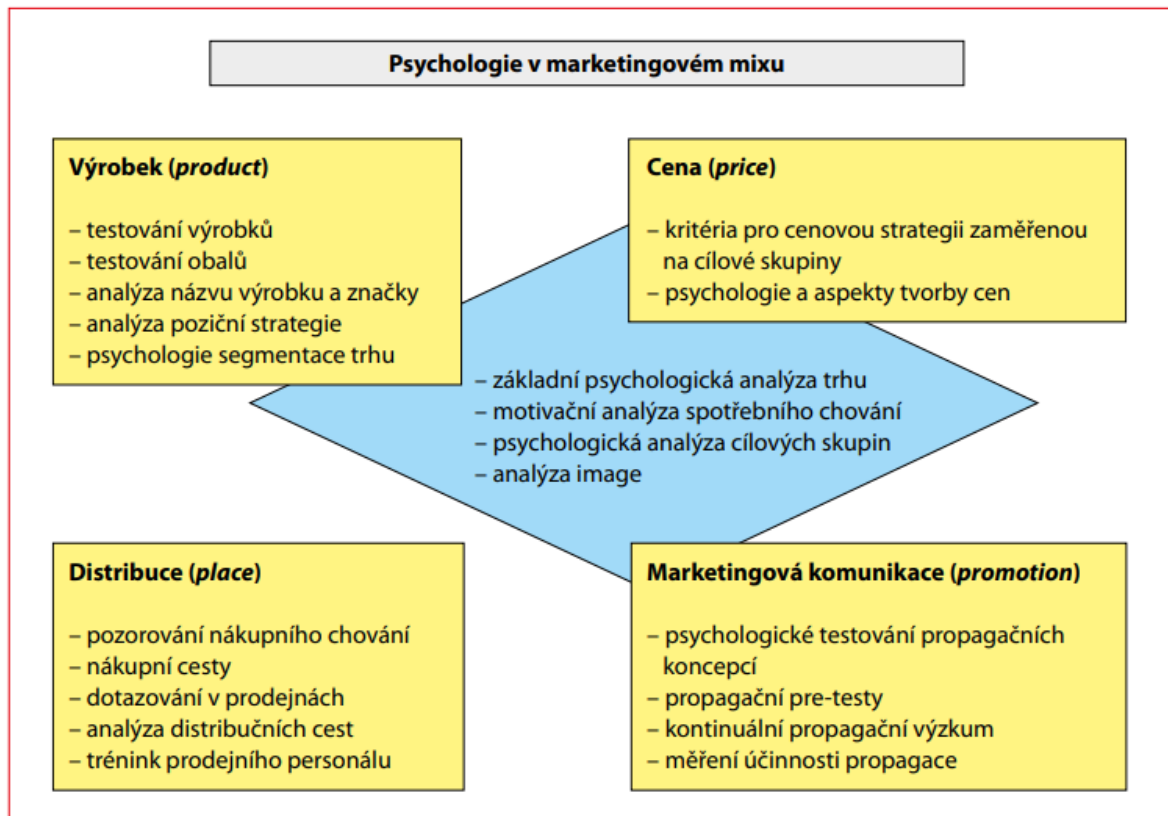 Psychologie v marketingovém mixu
Výrobek (product)
– testování výrobků
– testování obalů
– analýza názvu výrobku a značky
– analýza poziční strategie
– psychologie segmentace trhu
Cena (price)
– kritéria pro cenovou strategii zaměřenou
na cílové skupiny
– psychologie a aspekty tvorby cen
– základní psychologická analýza trhu
– motivační analýza spotřebního chování
– psychologická analýza cílových skupin
– analýza image
Distribuce (place)
– pozorování nákupního chování
– nákupní cesty
– dotazování v prodejnách
– analýza distribučních cest
– trénink prodejního personálu
Marketingová komunikace (promotion)
– psychologické testování propagačních
koncepcí
– propagační pre-testy
– kontinuální propagační výzkum
– měření účinnosti propagace